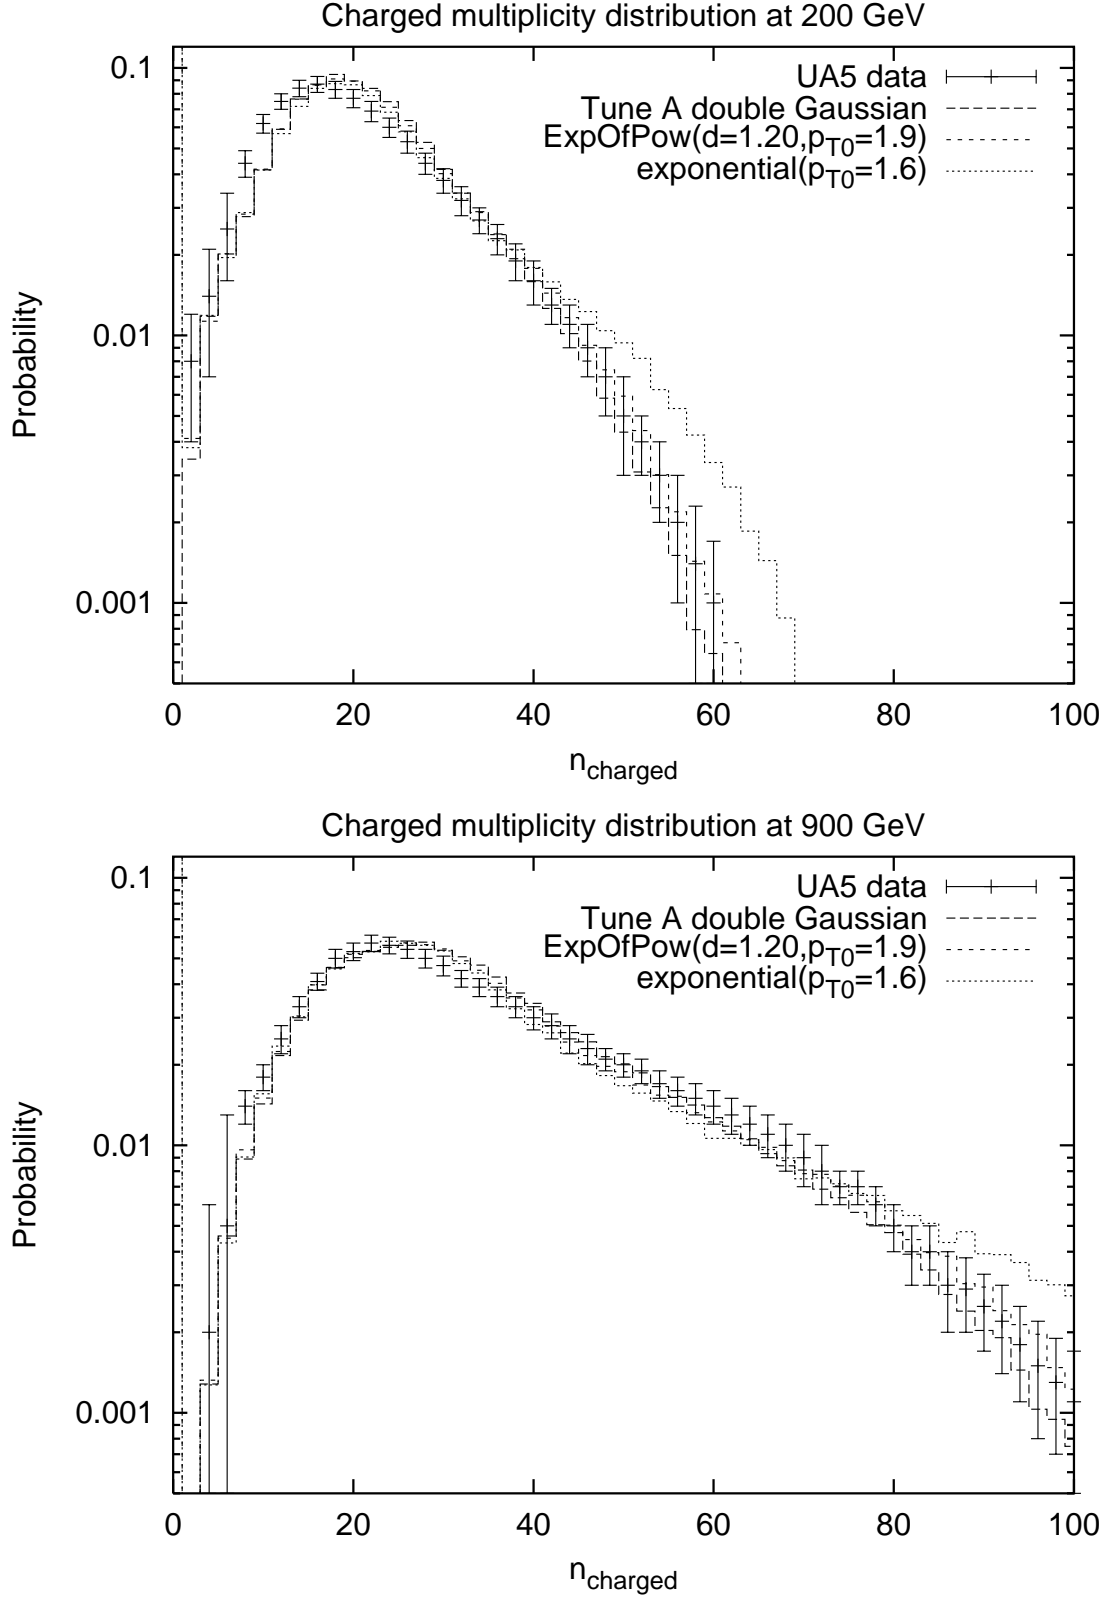 Charged multiplicity distribution at 200 GeV
0.1
0.01
0.001
Probability
UA5 data
Tune A double Gaussian
ExpOfPow(d=1.20,pT0=1.9)
exponential(pT0=1.6)
0 20 40 60 80 100
ncharged
Charged multiplicity distribution at 900 GeV
0.1
0.01
0.001
Probability
UA5 data
Tune A double Gaussian
ExpOfPow(d=1.20,pT0=1.9)
exponential(pT0=1.6)
0 20 40 60 80 100
ncharged